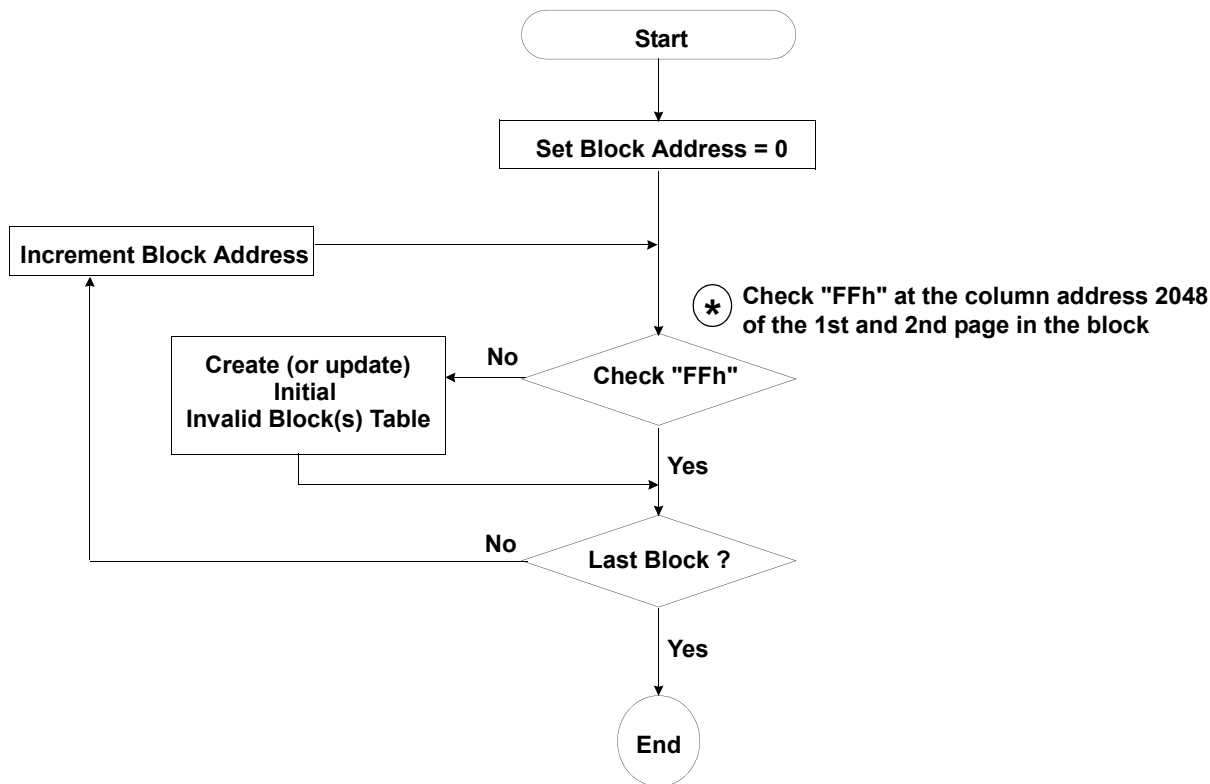 Start
Set Block Address = 0
Increment Block Address
* Check "FFh" at the column address 2048
of the 1st and 2nd page in the block
No
Create (or update)
Initial
Invalid Block(s) Table
Check "FFh"
Yes
No
Last Block ?
Yes
End